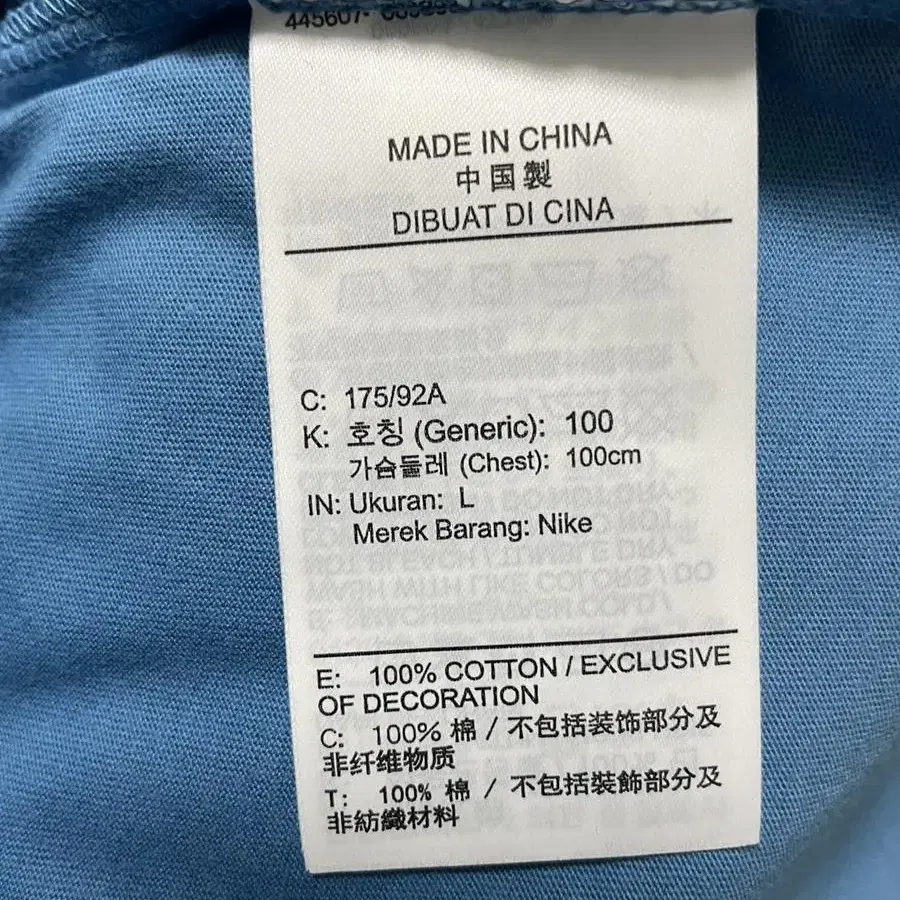 MADE IN CHINA
中国製
DIBUAT DI CINA
C: 175/92A
K: 호칭 (Generic): 100
가슴둘레 (Chest): 100cm
IN: Ukuran: L
Merek Barang: Nike
E: 100% COTTON / EXCLUSIVE
OF DECORATION
C: 100% 棉 / 不包括装饰部分及
非纤维物质
T: 100% 棉 / 不包括裝飾部分及
非紡織材料